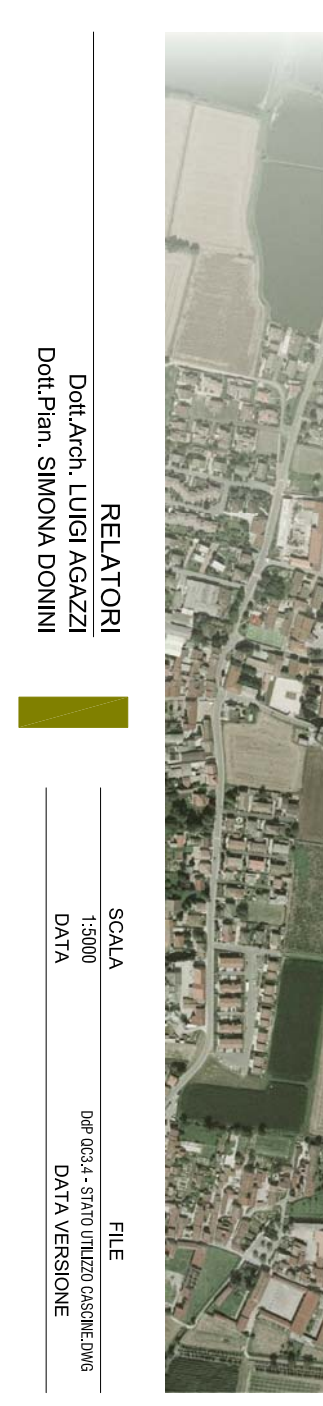 RELATORI
Dott.Arch. LUIGI AGAZZI
Dott.Pian. SIMONA DONINI
SCALA
1:5000
DATA
FILE
DdP QC3.4 - STATO UTILIZZO CASCINE.DWG
DATA VERSIONE